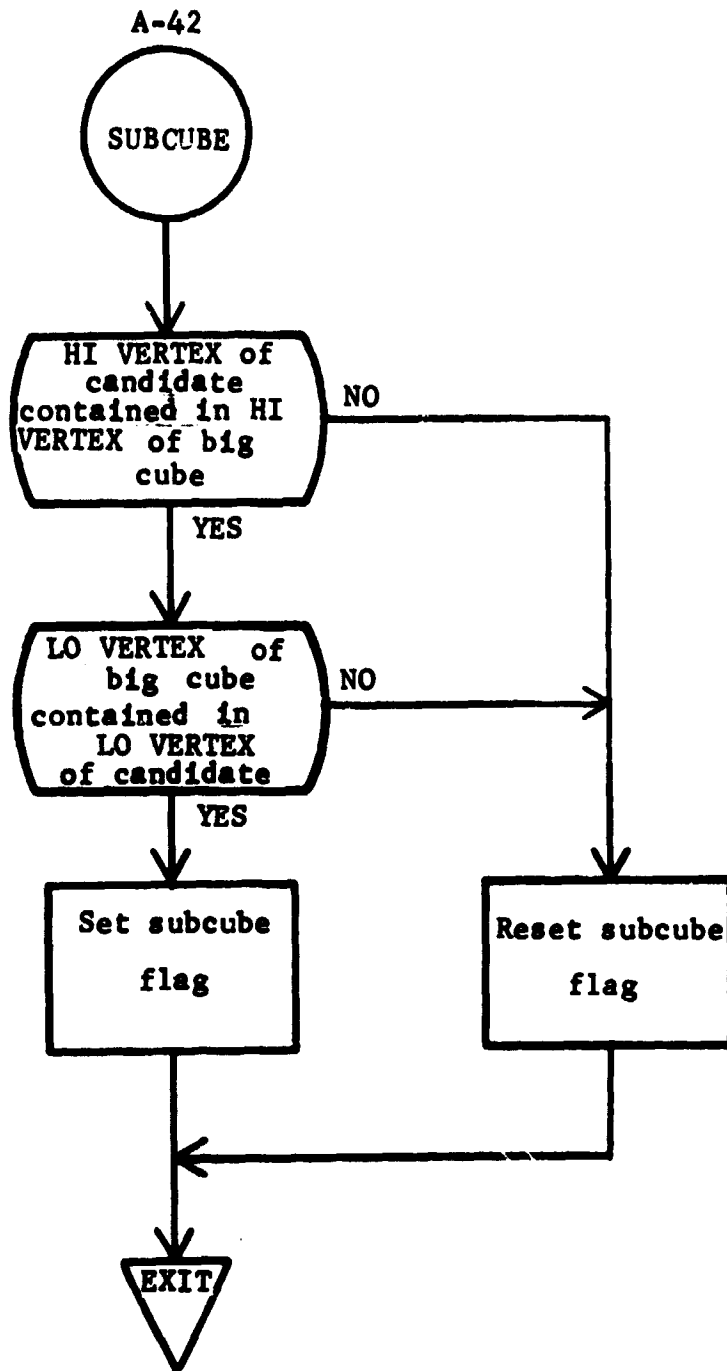 A-42
SUBCUBE
HI VERTEX of
candidate
contained in HI
VERTEX of big
cube
NO
YES
LO VERTEX of
big cube
contained in
LO VERTEX
of candidate
NO
YES
Set subcube
flag
Reset subcube
flag
EXIT